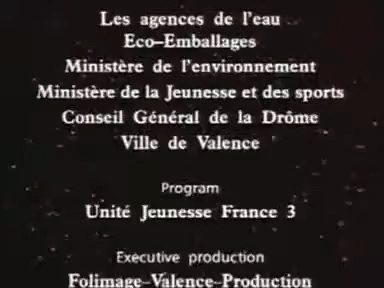 Les agences de l'eau
Eco–Emballages
Ministère de l'environnement
Ministère de la Jeunesse et des sports
Conseil Général de la Drôme
Ville de Valence
Program
Unité Jeunesse France 3
Executive production
Folimage–Valence–Production